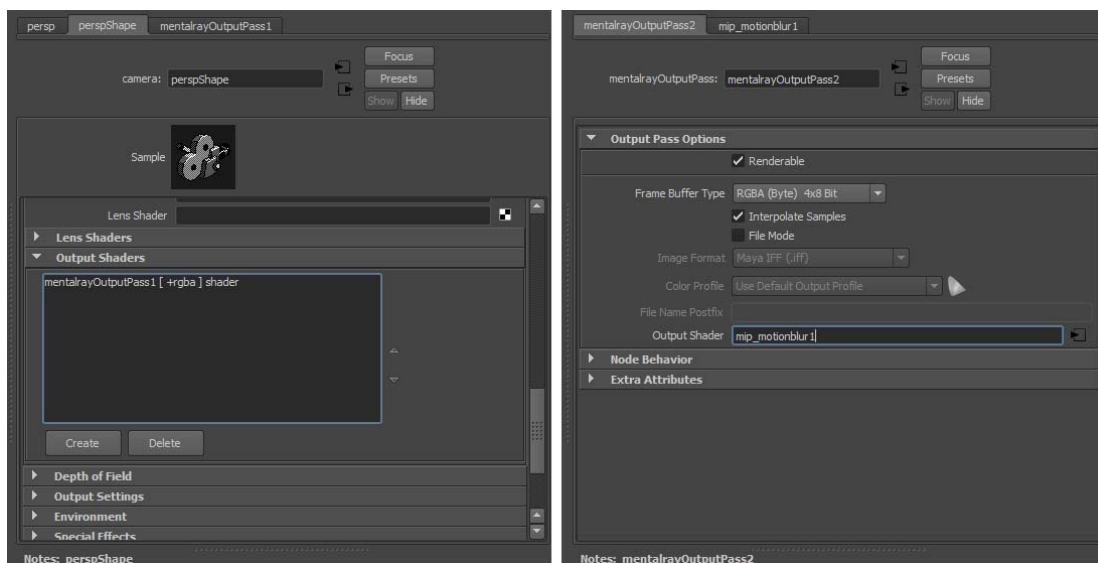 persp perspShape mentalrayOutputPass1
Focus
camera: perspShape
Presets
Show Hide
Sample
Lens Shader
Lens Shaders
Output Shaders
mentalrayOutputPass1 [ +rgba ] shader
Create Delete
Depth of Field
Output Settings
Environment
Special Effects
Notes: perspShape
mentalrayOutputPass2 mip_motionblur1
Focus
mentalrayOutputPass: mentalrayOutputPass2
Presets
Show Hide
Output Pass Options
Renderable
Frame Buffer Type RGBA (Byte) 4x8 Bit
Interpolate Samples
File Mode
Image Format Maya IFF (.iff)
Color Profile Use Default Output Profile
File Name Postfix
Output Shader mip_motionblur1
Node Behavior
Extra Attributes
Notes: mentalrayOutputPass2